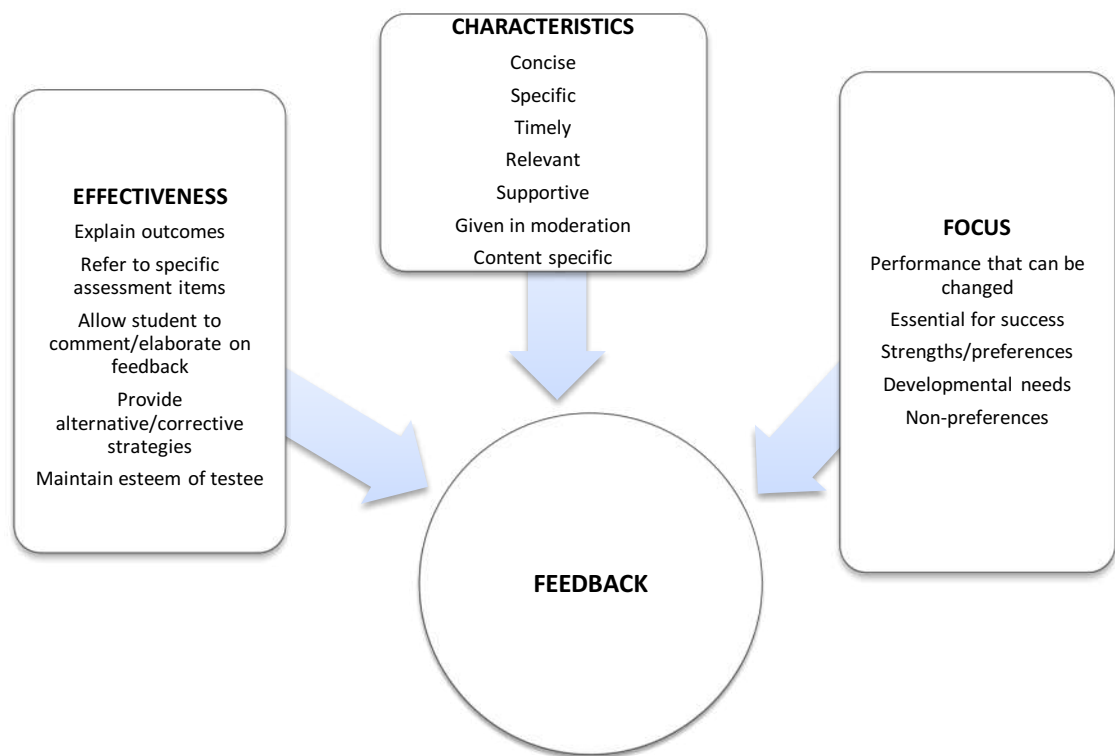 CHARACTERISTICS
Concise
Specific
Timely
Relevant
Supportive
Given in moderation
Content specific
EFFECTIVENESS
Explain outcomes
Refer to specific
assessment items
Allow student to
comment/elaborate on
feedback
Provide
alternative/corrective
strategies
Maintain esteem of testee
FOCUS
Performance that can be
changed
Essential for success
Strengths/preferences
Developmental needs
Non-preferences
FEEDBACK